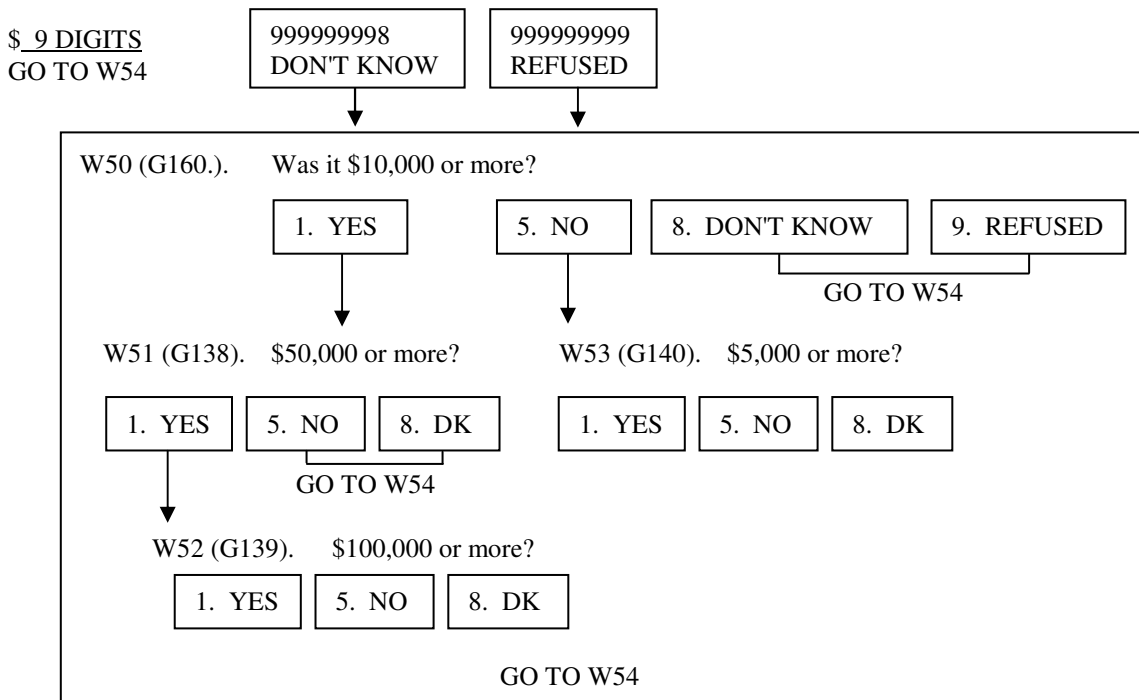 $ 9 DIGITS
GO TO W54
999999998
DON'T KNOW
999999999
REFUSED
W50 (G160.). Was it $10,000 or more?
1. YES
5. NO
8. DON'T KNOW
9. REFUSED
GO TO W54
W51 (G138). $50,000 or more?
1. YES
5. NO
8. DK
GO TO W54
W53 (G140). $5,000 or more?
1. YES
5. NO
8. DK
W52 (G139). $100,000 or more?
1. YES
5. NO
8. DK
GO TO W54